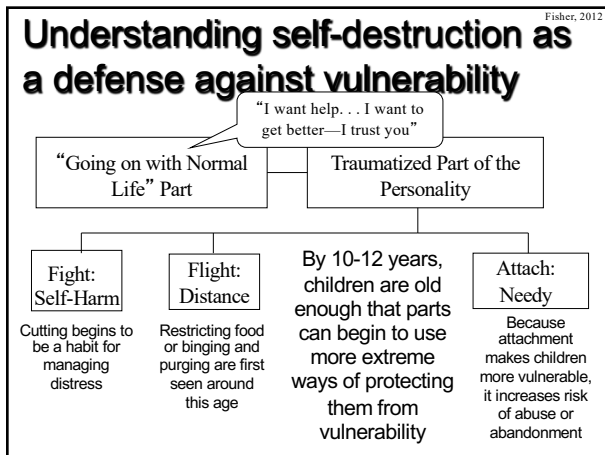 Fisher, 2012
Understanding self-destruction as
a defense against vulnerability
“I want help. . . I want to
get better—I trust you”
“Going on with Normal
Life” Part
Traumatized Part of the
Personality
Fight:
Self-Harm
Cutting begins to
be a habit for
managing
distress
Flight:
Distance
Restricting food
or binging and
purging are first
seen around
this age
By 10-12 years,
children are old
enough that parts
can begin to use
more extreme
ways of protecting
them from
vulnerability
Attach:
Needy
Because
attachment
makes children
more vulnerable,
it increases risk
of abuse or
abandonment